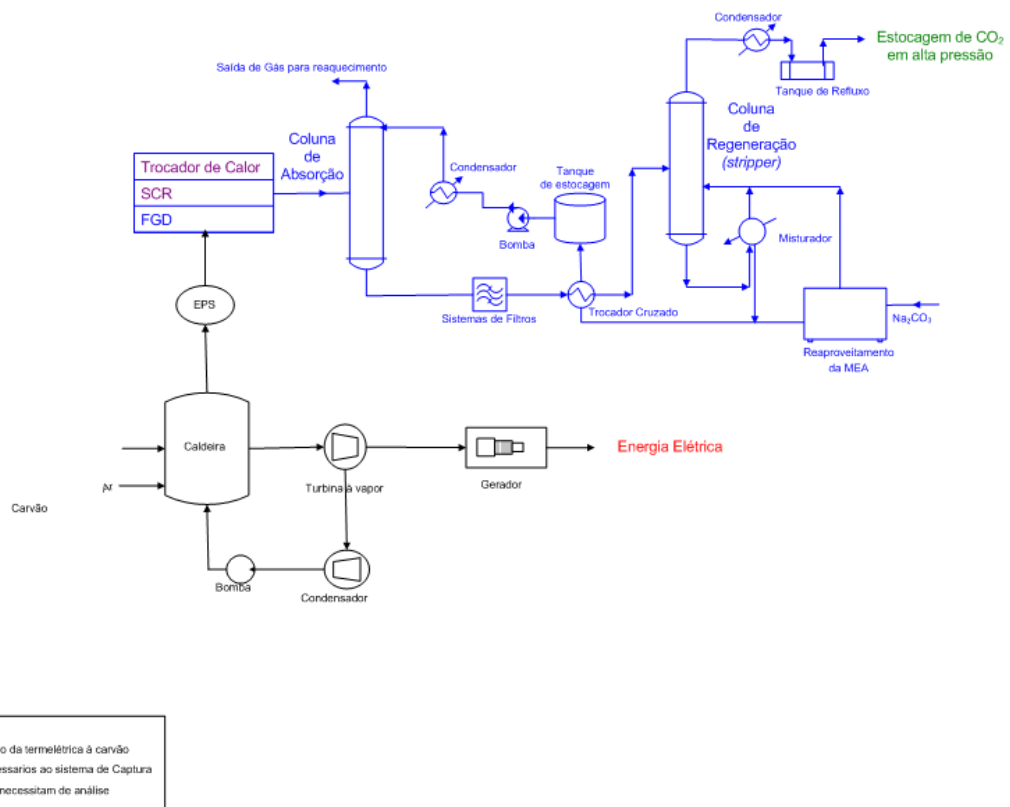 Condensador
Estocagem de CO₂
em alta pressão
Saída de Gás para reaquecimento
Tanque de Refluxo
Coluna
de
Regeneração
(stripper)
Coluna
de
Absorção
Trocador de Calor
SCR
FGD
Condensador
Tanque
de estocagem
Bomba
Misturador
EPS
Sistemas de Filtros
Trocador Cruzado
Na₂CO₃
Reaproveitamento
da MEA
Caldeira
Energia Elétrica
Turbina à vapor
Gerador
Ar
Carvão
Bomba
Condensador
o da termelétrica à carvão
essarios ao sistema de Captura
necessitam de análise